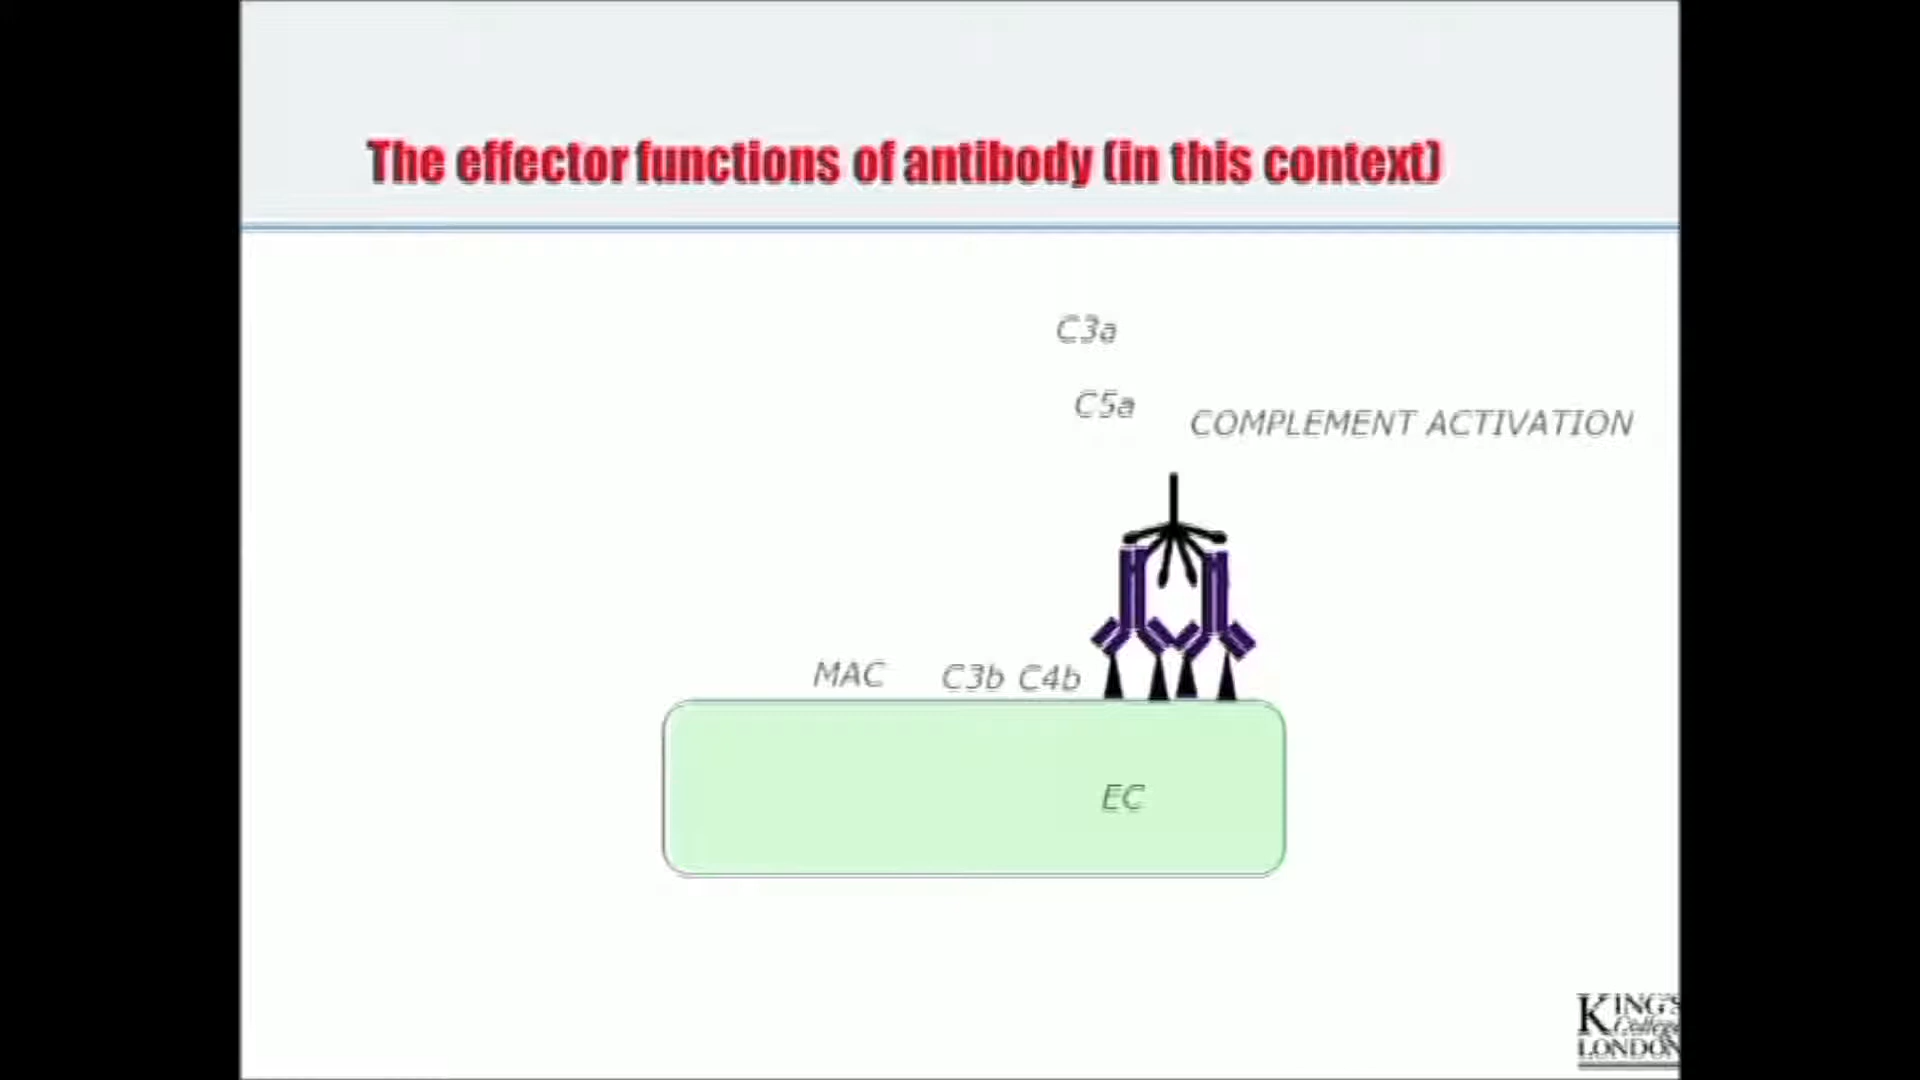 The effector functions of antibody (in this context)
C3a
C5a
COMPLEMENT ACTIVATION
MAC C3b C4b
EC
KING'S
College
LONDON